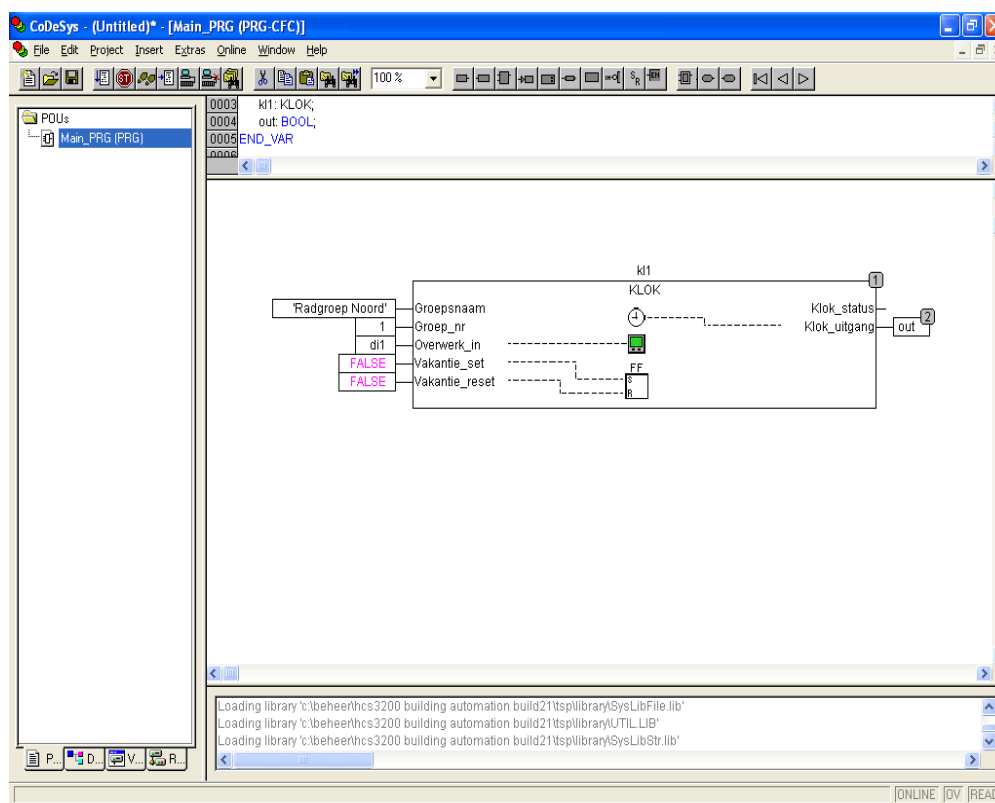 CoDeSys - (Untitled)* - [Main_PRG (PRG-CFC)]
File Edit Project Insert Extras Online Window Help
100 %
POUs
Main_PRG (PRG)
0003 kl1: KLOK;
0004 out: BOOL;
0005 END_VAR
0006
kl1
1
KLOK
'Radgroep Noord' Groepsnaam Klok_status
1 Groep_nr Klok_uitgang out 2
di1 Overwerk_in
FALSE Vakantie_set FF
S
FALSE Vakantie_reset
R
Loading library 'c:\beheer\hcs3200 building automation build21\tsp\library\SysLibFile.lib'
Loading library 'c:\beheer\hcs3200 building automation build21\tsp\library\UTIL.LIB'
Loading library 'c:\beheer\hcs3200 building automation build21\tsp\library\SysLibStr.lib'
P... D... V... R...
ONLINE OV READ